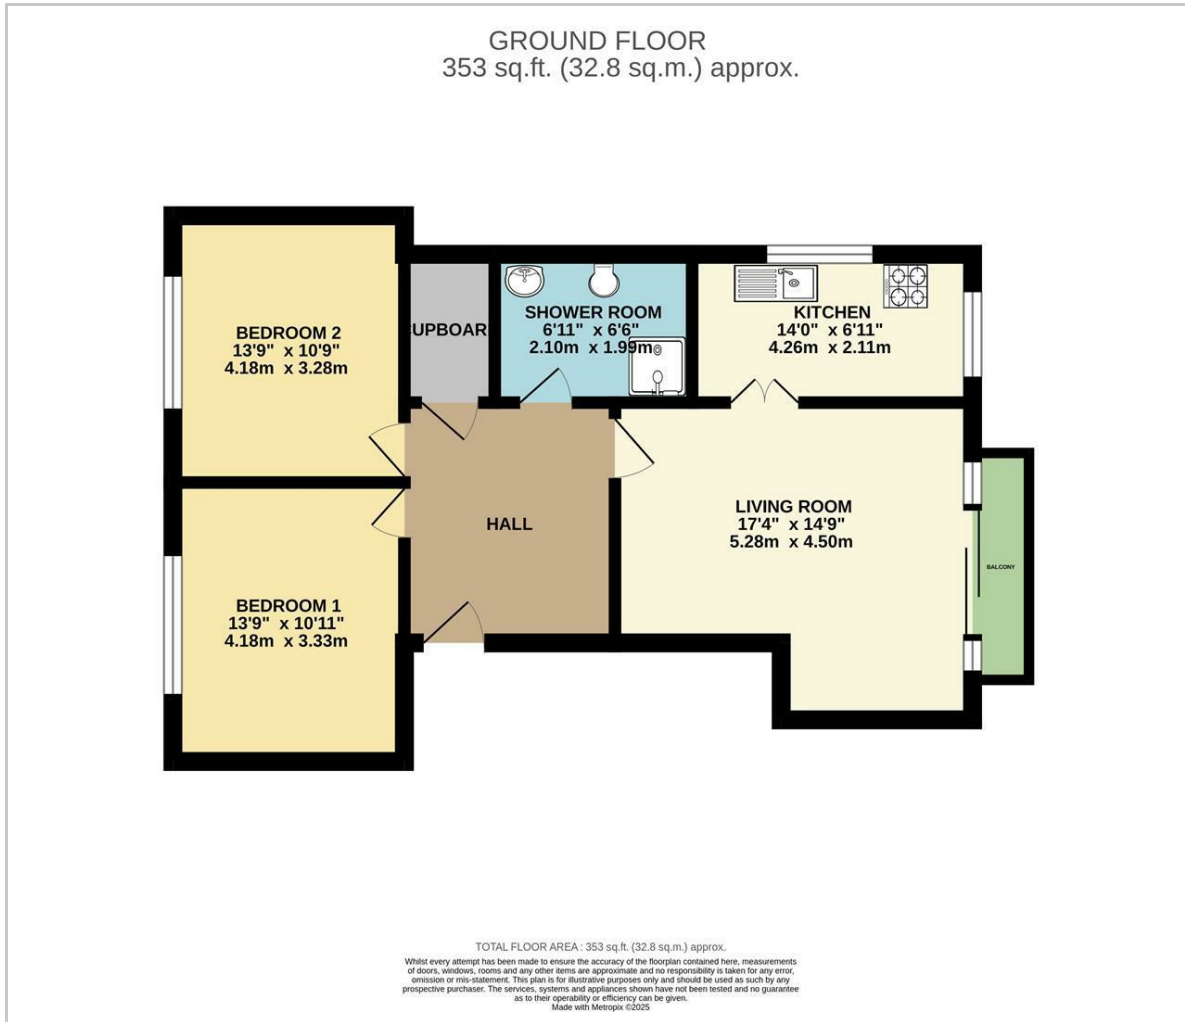 GROUND FLOOR
353 sq.ft. (32.8 sq.m.) approx.
BEDROOM 2
13'9" x 10'9"
4.18m x 3.28m
UPBOAR
SHOWER ROOM
6'11" x 6'6"
2.10m x 1.99m
KITCHEN
14'0" x 6'11"
4.26m x 2.11m
HALL
LIVING ROOM
17'4" x 14'9"
5.28m x 4.50m
BALCONY
BEDROOM 1
13'9" x 10'11"
4.18m x 3.33m
TOTAL FLOOR AREA : 353 sq.ft. (32.8 sq.m.) approx.
Whilst every attempt has been made to ensure the accuracy of the floorplan contained here, measurements
of doors, windows, rooms and any other items are approximate and no responsibility is taken for any error,
omission or mis-statement. This plan is for illustrative purposes only and should be used as such by any
prospective purchaser. The services, systems and appliances shown have not been tested and no guarantee
as to their operability or efficiency can be given.
Made with Metropix ©2025